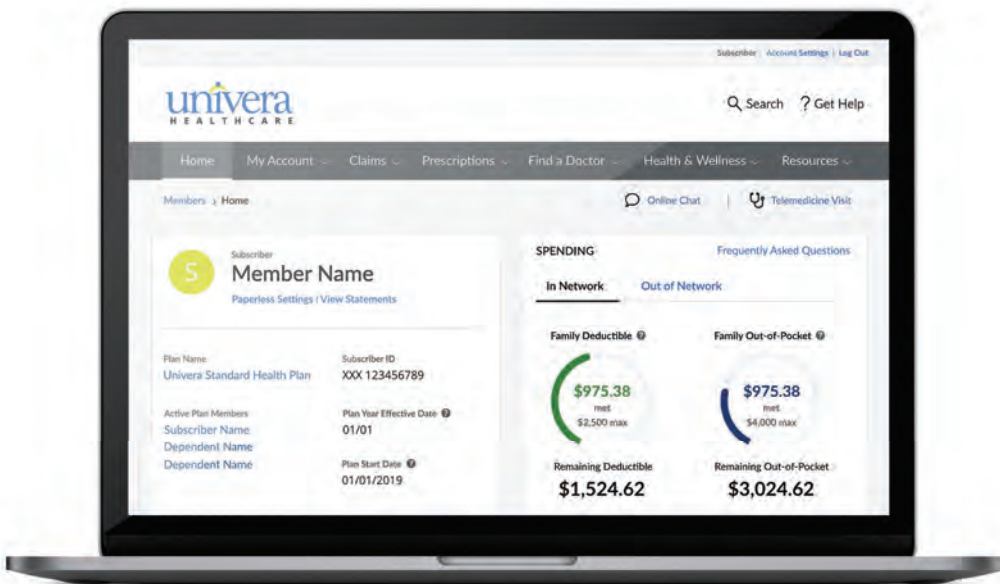 Subscriber | Account Settings | Log Out
univera
HEALTHCARE
Search ? Get Help
Home My Account Claims Prescriptions Find a Doctor Health & Wellness Resources
Members > Home
Online Chat | Telemedicine Visit
S
Subscriber
Member Name
Paperless Settings | View Statements
Plan Name
Univera Standard Health Plan
Subscriber ID
XXX 123456789
Active Plan Members
Subscriber Name
Dependent Name
Dependent Name
Plan Year Effective Date ?
01/01
Plan Start Date ?
01/01/2019
SPENDING
Frequently Asked Questions
In Network Out of Network
Family Deductible ?
$975.38
met
$2,500 max
Remaining Deductible
$1,524.62
Family Out-of-Pocket ?
$975.38
met
$4,000 max
Remaining Out-of-Pocket
$3,024.62